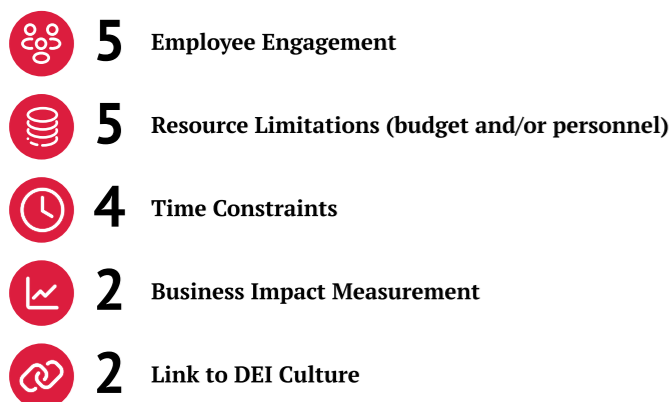 5 Employee Engagement
5 Resource Limitations (budget and/or personnel)
4 Time Constraints
2 Business Impact Measurement
2 Link to DEI Culture